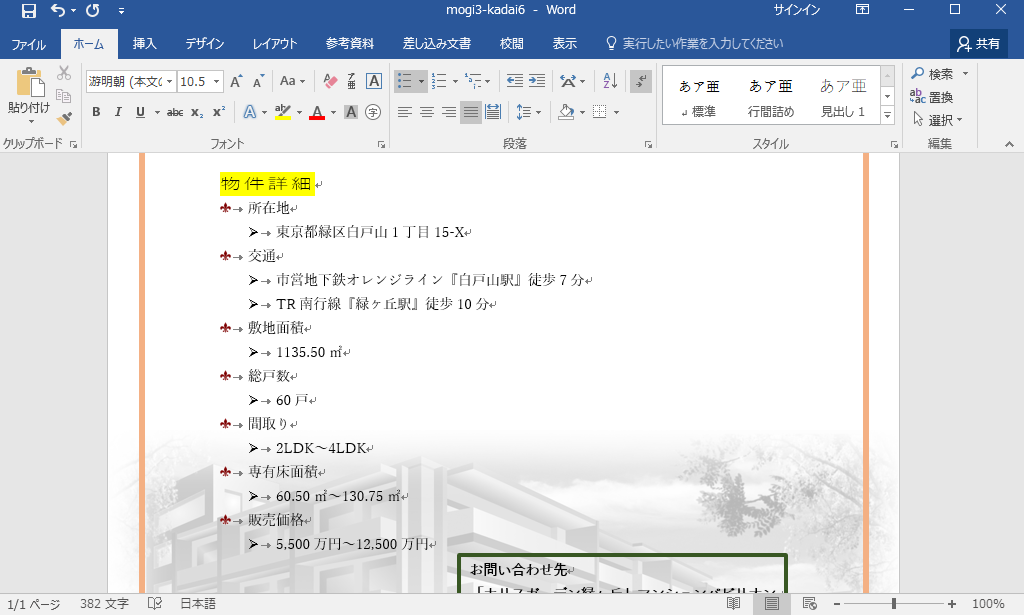 mogi3-kadai6 - Word
サインイン
ファイル ホーム 挿入 デザイン レイアウト 参考資料 差し込み文書 校閲 表示 実行したい作業を入力してください 共有
游明朝 (本文 10.5 A A Aa A
貼り付け
B I U abc x₂ x² A ab A A 字
あア亜 あア亜 あア亜
標準 行間詰め 見出し 1
検索
置換
選択
クリップボード フォント 段落 スタイル 編集
物件詳細
所在地
東京都緑区白戸山 1 丁目 15-X
交通
市営地下鉄オレンジライン『白戸山駅』徒歩 7 分
TR 南行線『緑ヶ丘駅』徒歩 10 分
敷地面積
1135.50 ㎡
総戸数
60 戸
間取り
2LDK～4LDK
専有床面積
60.50 ㎡～130.75 ㎡
販売価格
5,500 万円～12,500 万円
お問い合わせ先
1/1 ページ 382 文字 日本語 100%